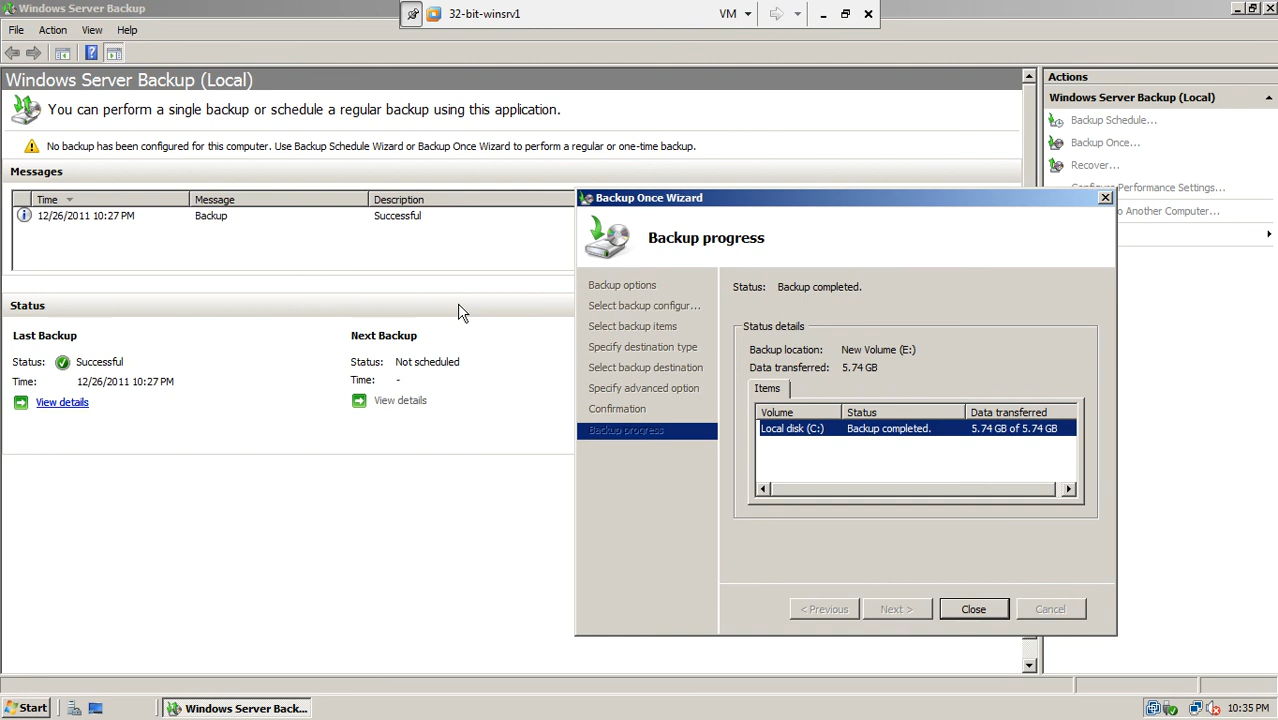 Windows Server Backup
32-bit-winsrv1
VM
File Action View Help
Windows Server Backup (Local)
You can perform a single backup or schedule a regular backup using this application.
No backup has been configured for this computer. Use Backup Schedule Wizard or Backup Once Wizard to perform a regular or one-time backup.
Messages
Time Message Description
12/26/2011 10:27 PM Backup Successful
Status
Last Backup
Status: Successful
Time: 12/26/2011 10:27 PM
View details
Next Backup
Status: Not scheduled
Time: -
View details
Actions
Windows Server Backup (Local)
Backup Schedule...
Backup Once...
Recover...
Configure Performance Settings...
o Another Computer...
Backup Once Wizard
Backup progress
Backup options
Select backup configur...
Select backup items
Specify destination type
Select backup destination
Specify advanced option
Confirmation
Backup progress
Status: Backup completed.
Status details
Backup location: New Volume (E:)
Data transferred: 5.74 GB
Items
Volume Status Data transferred
Local disk (C:) Backup completed. 5.74 GB of 5.74 GB
< Previous Next > Close Cancel
Start
Windows Server Back...
10:35 PM